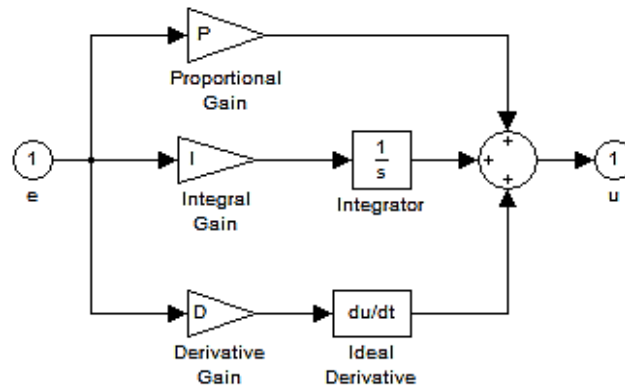 P
Proportional
Gain
1
e
I
Integral
Gain
1
s
Integrator
+
+
+
1
u
D
Derivative
Gain
du/dt
Ideal
Derivative